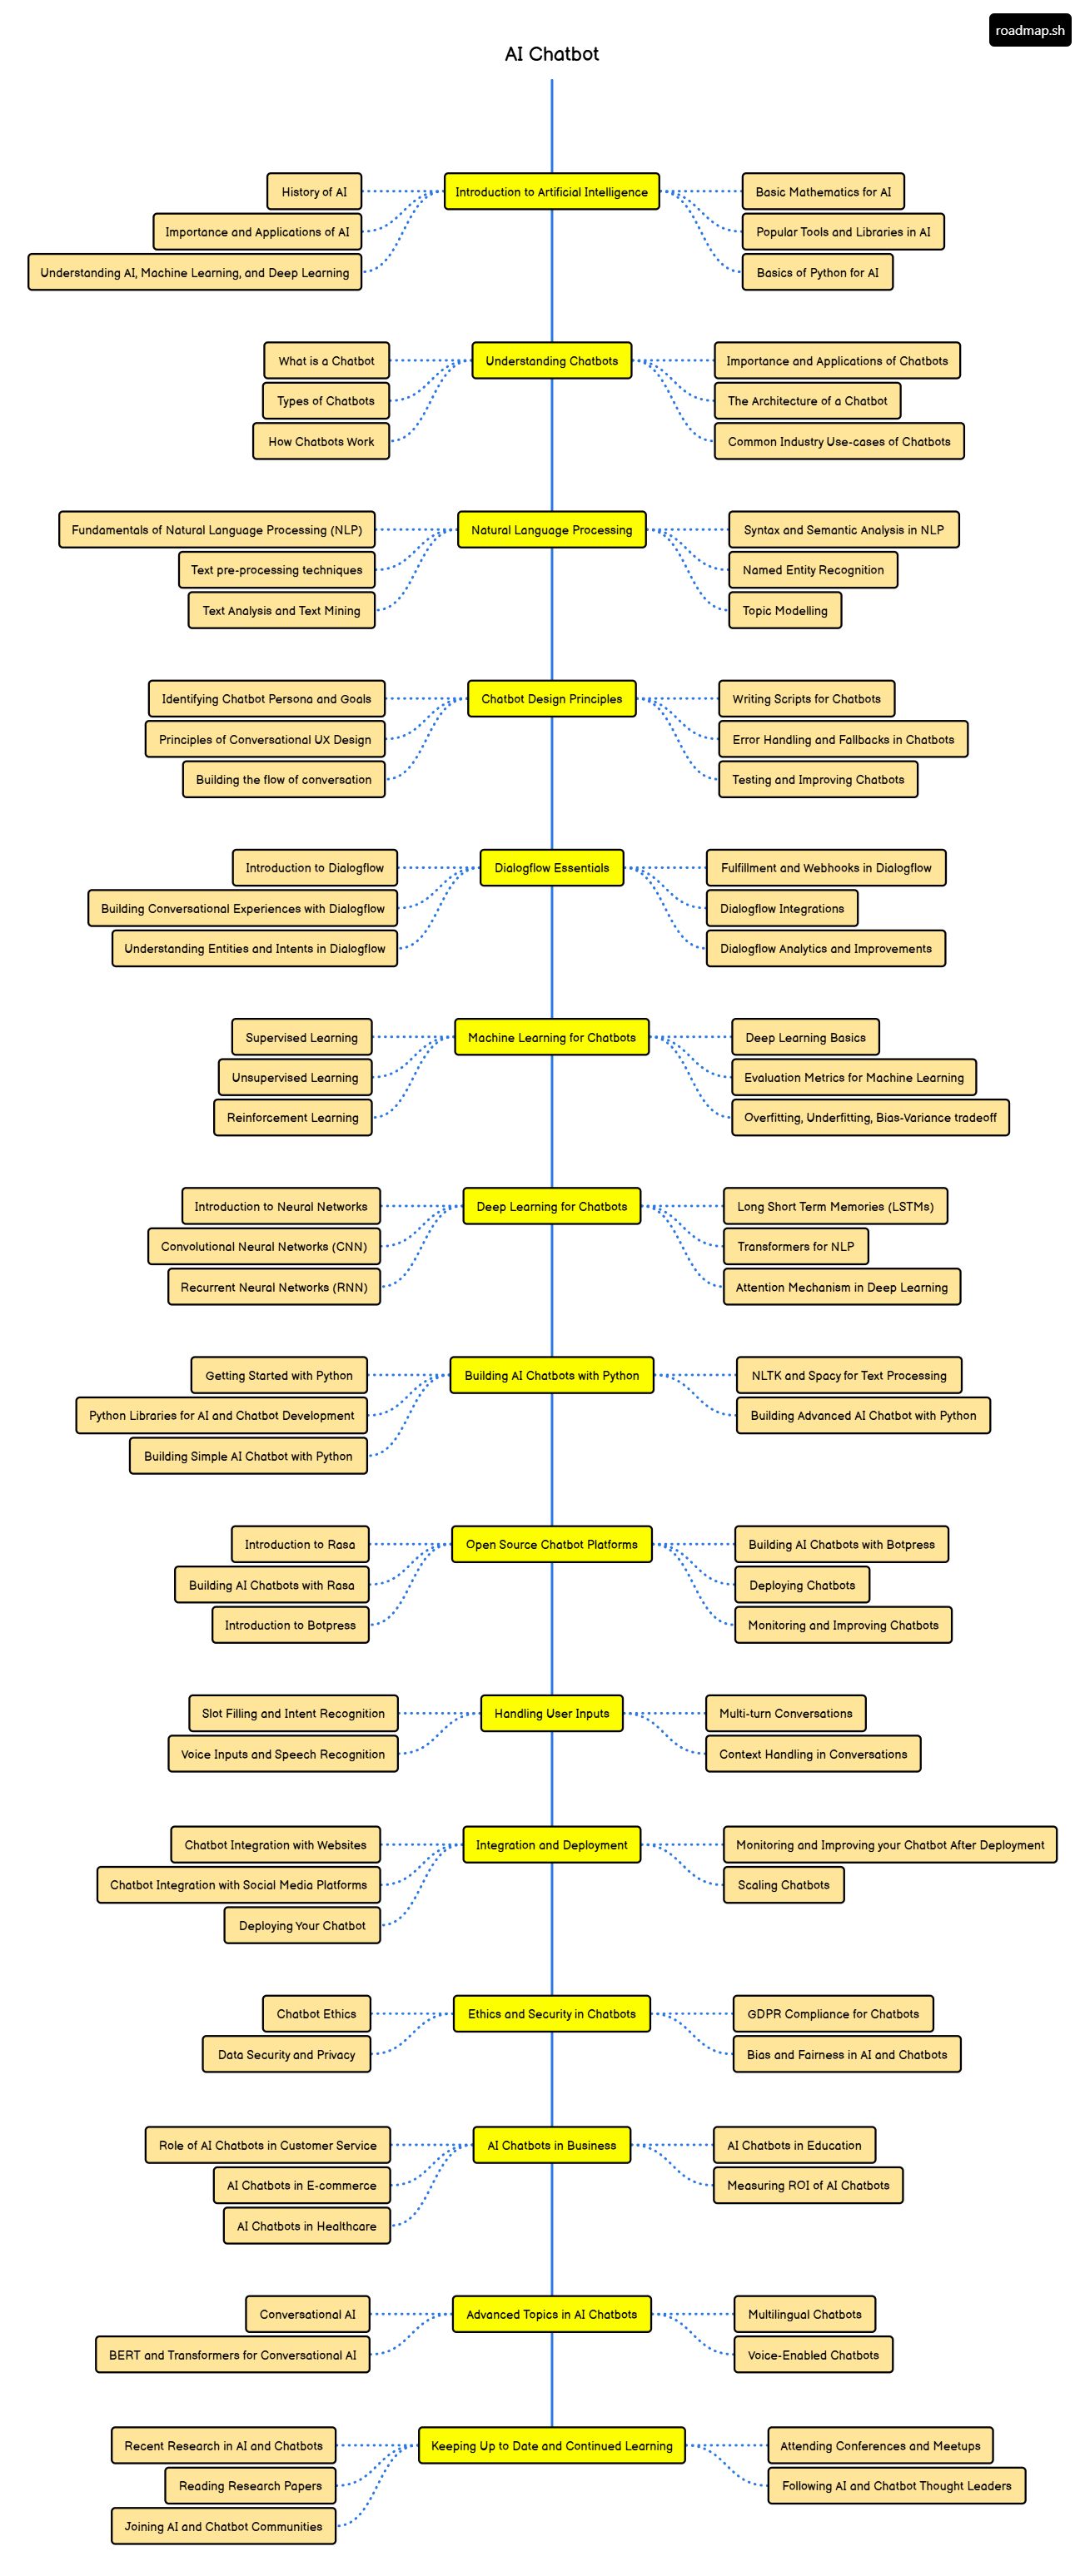 roadmap.sh
AI Chatbot
Introduction to Artificial Intelligence
History of AI
Importance and Applications of AI
Understanding AI, Machine Learning, and Deep Learning
Basic Mathematics for AI
Popular Tools and Libraries in AI
Basics of Python for AI
Understanding Chatbots
What is a Chatbot
Types of Chatbots
How Chatbots Work
Importance and Applications of Chatbots
The Architecture of a Chatbot
Common Industry Use-cases of Chatbots
Natural Language Processing
Fundamentals of Natural Language Processing (NLP)
Text pre-processing techniques
Text Analysis and Text Mining
Syntax and Semantic Analysis in NLP
Named Entity Recognition
Topic Modelling
Chatbot Design Principles
Identifying Chatbot Persona and Goals
Principles of Conversational UX Design
Building the flow of conversation
Writing Scripts for Chatbots
Error Handling and Fallbacks in Chatbots
Testing and Improving Chatbots
Dialogflow Essentials
Introduction to Dialogflow
Building Conversational Experiences with Dialogflow
Understanding Entities and Intents in Dialogflow
Fulfillment and Webhooks in Dialogflow
Dialogflow Integrations
Dialogflow Analytics and Improvements
Machine Learning for Chatbots
Supervised Learning
Unsupervised Learning
Reinforcement Learning
Deep Learning Basics
Evaluation Metrics for Machine Learning
Overfitting, Underfitting, Bias-Variance tradeoff
Deep Learning for Chatbots
Introduction to Neural Networks
Convolutional Neural Networks (CNN)
Recurrent Neural Networks (RNN)
Long Short Term Memories (LSTMs)
Transformers for NLP
Attention Mechanism in Deep Learning
Building AI Chatbots with Python
Getting Started with Python
Python Libraries for AI and Chatbot Development
Building Simple AI Chatbot with Python
NLTK and Spacy for Text Processing
Building Advanced AI Chatbot with Python
Open Source Chatbot Platforms
Introduction to Rasa
Building AI Chatbots with Rasa
Introduction to Botpress
Building AI Chatbots with Botpress
Deploying Chatbots
Monitoring and Improving Chatbots
Handling User Inputs
Slot Filling and Intent Recognition
Voice Inputs and Speech Recognition
Multi-turn Conversations
Context Handling in Conversations
Integration and Deployment
Chatbot Integration with Websites
Chatbot Integration with Social Media Platforms
Deploying Your Chatbot
Monitoring and Improving your Chatbot After Deployment
Scaling Chatbots
Ethics and Security in Chatbots
Chatbot Ethics
Data Security and Privacy
GDPR Compliance for Chatbots
Bias and Fairness in AI and Chatbots
AI Chatbots in Business
Role of AI Chatbots in Customer Service
AI Chatbots in E-commerce
AI Chatbots in Healthcare
AI Chatbots in Education
Measuring ROI of AI Chatbots
Advanced Topics in AI Chatbots
Conversational AI
BERT and Transformers for Conversational AI
Multilingual Chatbots
Voice-Enabled Chatbots
Keeping Up to Date and Continued Learning
Recent Research in AI and Chatbots
Reading Research Papers
Joining AI and Chatbot Communities
Attending Conferences and Meetups
Following AI and Chatbot Thought Leaders